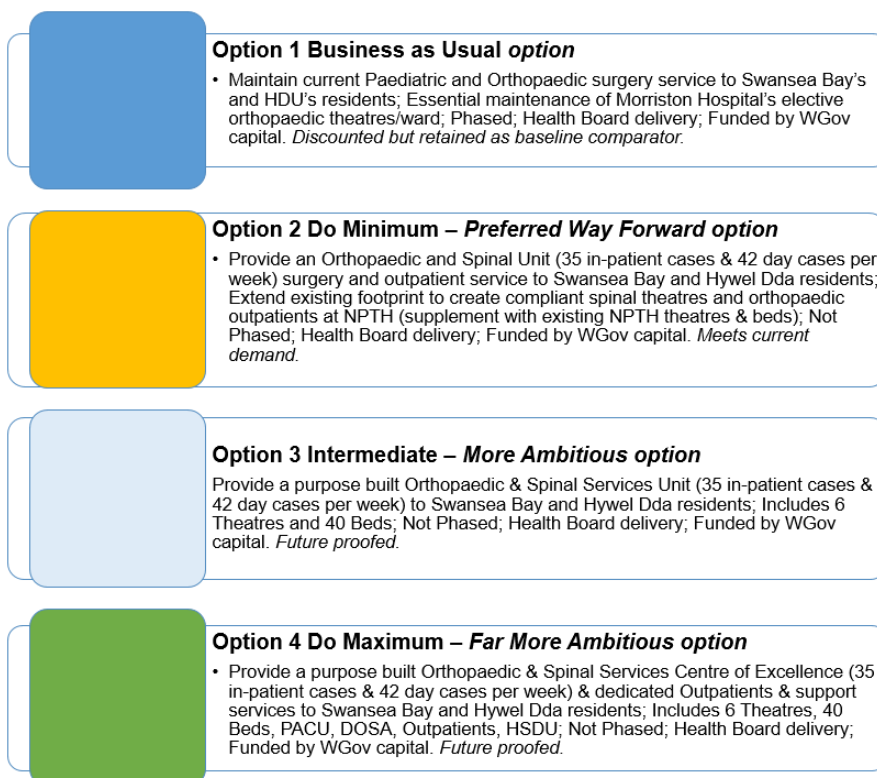 Option 1 Business as Usual option
• Maintain current Paediatric and Orthopaedic surgery service to Swansea Bay's
and HDU's residents; Essential maintenance of Morriston Hospital's elective
orthopaedic theatres/ward; Phased; Health Board delivery; Funded by WGov
capital. Discounted but retained as baseline comparator.
Option 2 Do Minimum – Preferred Way Forward option
• Provide an Orthopaedic and Spinal Unit (35 in-patient cases & 42 day cases per
week) surgery and outpatient service to Swansea Bay and Hywel Dda residents;
Extend existing footprint to create compliant spinal theatres and orthopaedic
outpatients at NPTH (supplement with existing NPTH theatres & beds); Not
Phased; Health Board delivery; Funded by WGov capital. Meets current
demand.
Option 3 Intermediate – More Ambitious option
Provide a purpose built Orthopaedic & Spinal Services Unit (35 in-patient cases &
42 day cases per week) to Swansea Bay and Hywel Dda residents; Includes 6
Theatres and 40 Beds; Not Phased; Health Board delivery; Funded by WGov
capital. Future proofed.
Option 4 Do Maximum – Far More Ambitious option
• Provide a purpose built Orthopaedic & Spinal Services Centre of Excellence (35
in-patient cases & 42 day cases per week) & dedicated Outpatients & support
services to Swansea Bay and Hywel Dda residents; Includes 6 Theatres, 40
Beds, PACU, DOSA, Outpatients, HSDU; Not Phased; Health Board delivery;
Funded by WGov capital. Future proofed.